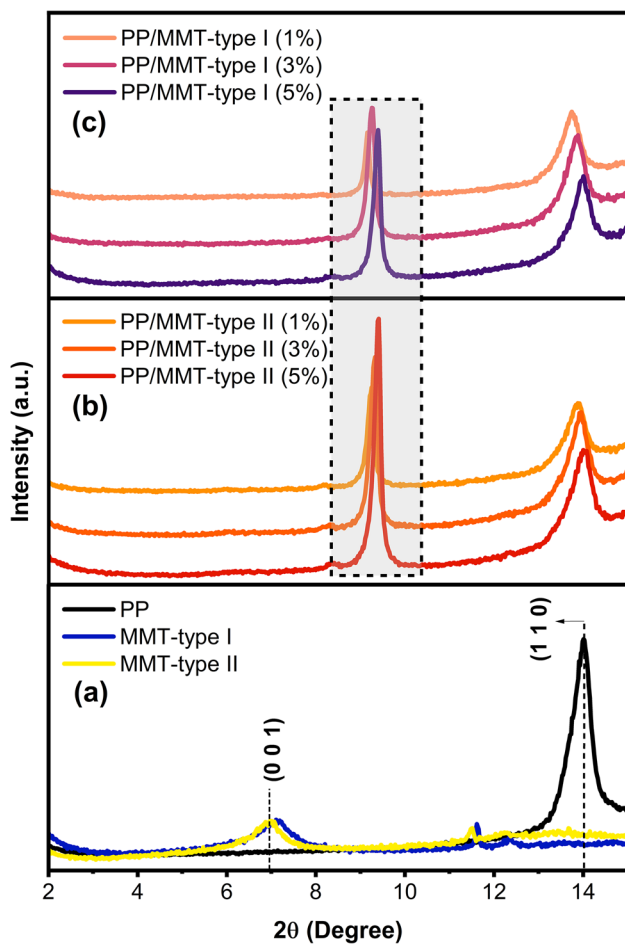 PP/MMT-type I (1%)
PP/MMT-type I (3%)
PP/MMT-type I (5%)
(c)
PP/MMT-type II (1%)
PP/MMT-type II (3%)
PP/MMT-type II (5%)
(b)
Intensity (a.u.)
PP
MMT-type I
MMT-type II
(a)
(0 0 1)
(1 1 0)
2 4 6 8 10 12 14
2θ (Degree)